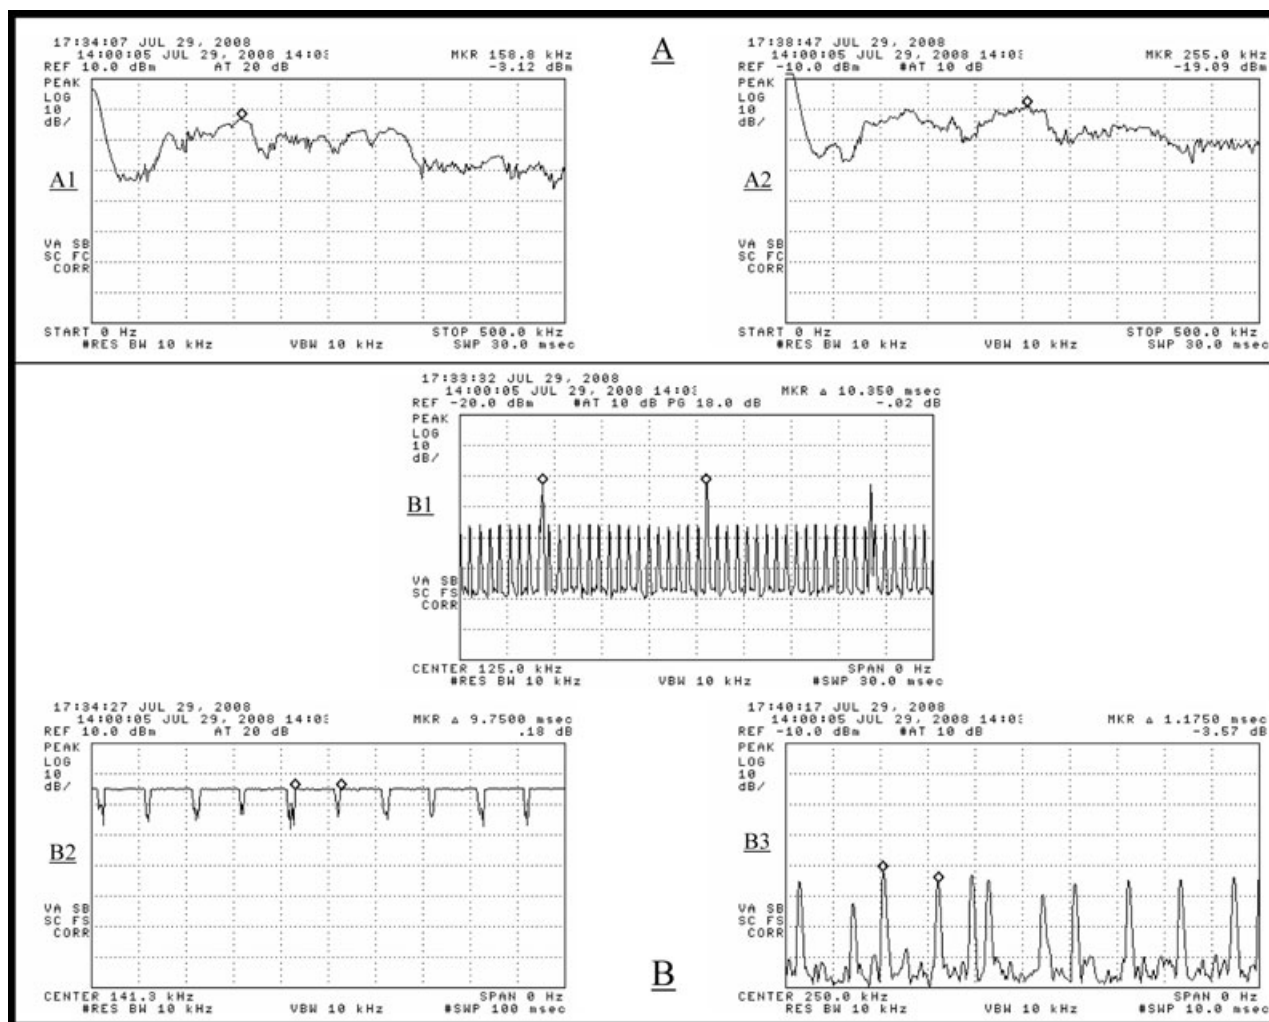 17:34:07 JUL 29, 2008
14:00:05 JUL 29, 2008 14:03 MKR 158.8 kHz
REF 10.0 dBm AT 20 dB -3.12 dBm
PEAK
LOG
10
dB/
A1
VA SB
SC FC
CORR
START 0 Hz STOP 500.0 kHz
#RES BW 10 kHz VBW 10 kHz SWP 30.0 msec
A
17:38:47 JUL 29, 2008
14:00:05 JUL 29, 2008 14:03 MKR 255.0 kHz
REF -10.0 dBm #AT 10 dB -19.09 dBm
PEAK
LOG
10
dB/
A2
VA SB
SC FC
CORR
START 0 Hz STOP 500.0 kHz
#RES BW 10 kHz VBW 10 kHz SWP 30.0 msec
17:33:32 JUL 29, 2008
14:00:05 JUL 29, 2008 14:03 MKR Δ 10.350 msec
REF -20.0 dBm #AT 10 dB PG 18.0 dB -.02 dB
PEAK
LOG
10
dB/
B1
VA SB
SC FS
CORR
CENTER 125.0 kHz SPAN 0 Hz
#RES BW 10 kHz VBW 10 kHz #SWP 30.0 msec
17:34:27 JUL 29, 2008
14:00:05 JUL 29, 2008 14:03 MKR Δ 9.7500 msec
REF 10.0 dBm AT 20 dB .18 dB
PEAK
LOG
10
dB/
B2
VA SB
SC FS
CORR
CENTER 141.3 kHz SPAN 0 Hz
#RES BW 10 kHz VBW 10 kHz #SWP 100 msec
B
17:40:17 JUL 29, 2008
14:00:05 JUL 29, 2008 14:03 MKR Δ 1.1750 msec
REF -10.0 dBm #AT 10 dB -3.57 dB
PEAK
LOG
10
dB/
B3
VA SB
SC FS
CORR
CENTER 250.0 kHz SPAN 0 Hz
RES BW 10 kHz VBW 10 kHz #SWP 10.0 msec